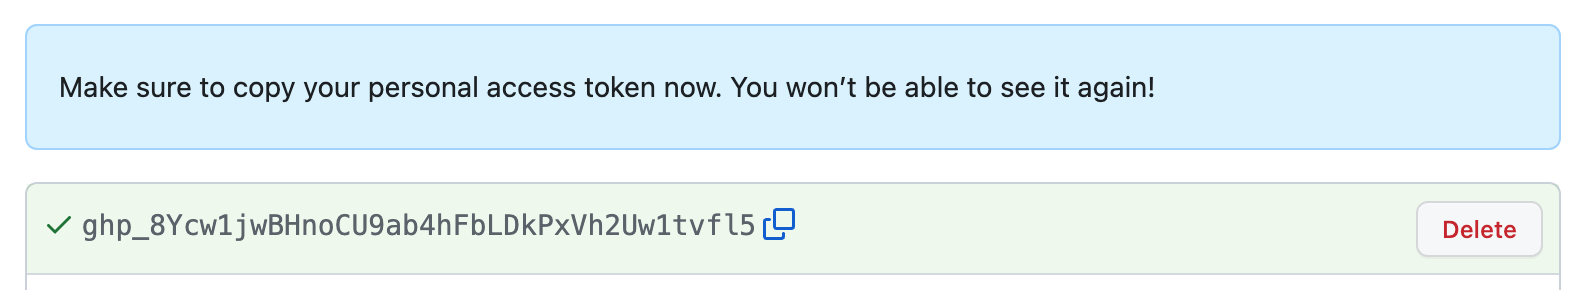 Make sure to copy your personal access token now. You won’t be able to see it again!
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
Delete